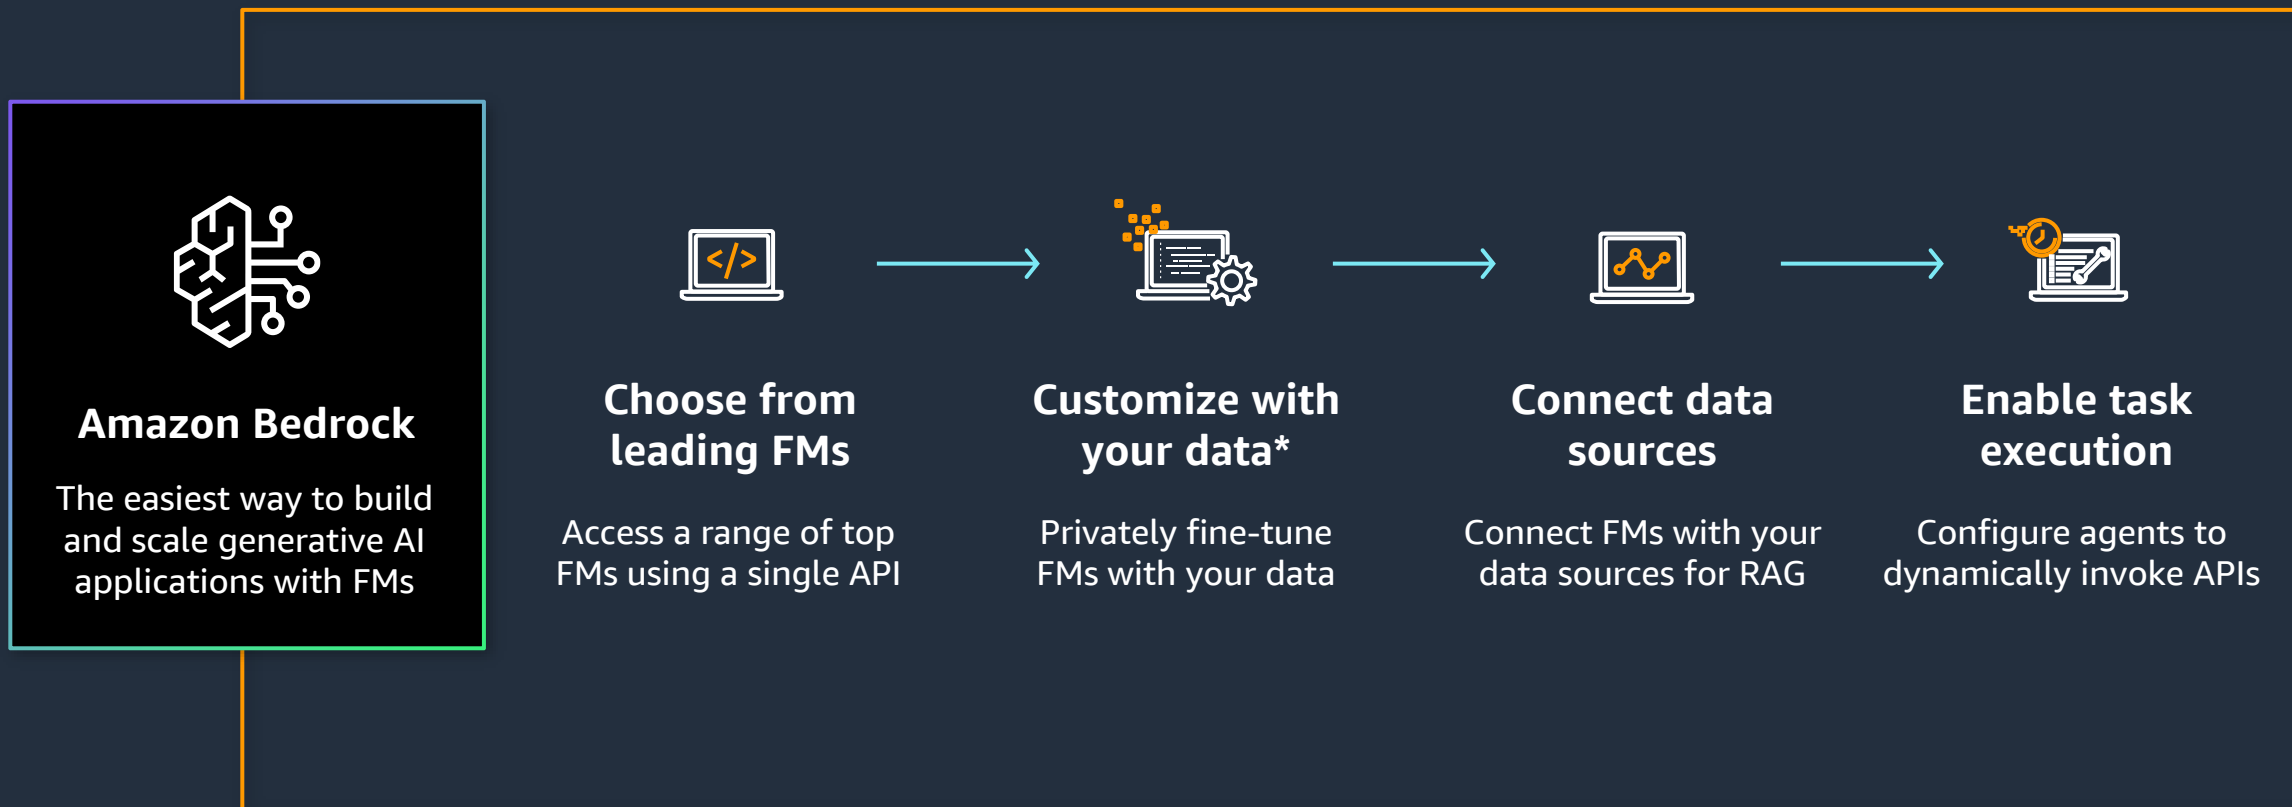 Amazon Bedrock
The easiest way to build
and scale generative AI
applications with FMs
</>
Choose from
leading FMs
Access a range of top
FMs using a single API
Customize with
your data*
Privately fine-tune
FMs with your data
Connect data
sources
Connect FMs with your
data sources for RAG
Enable task
execution
Configure agents to
dynamically invoke APIs